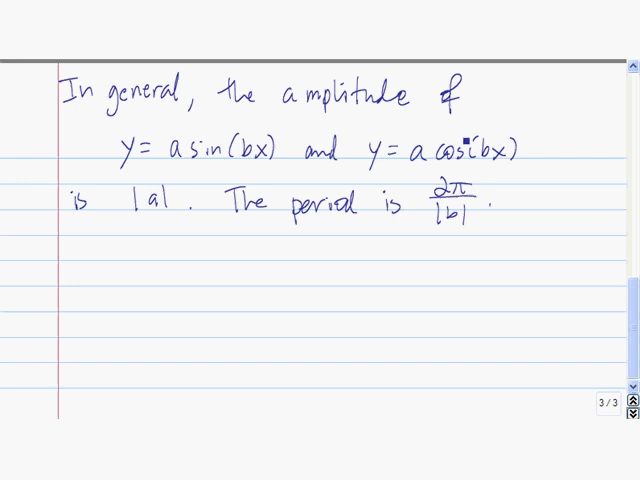 In general, the amplitude of
y = a sin(bx) and y = a cos(bx)
is |a|. The period is 2π/|b|.
3/3